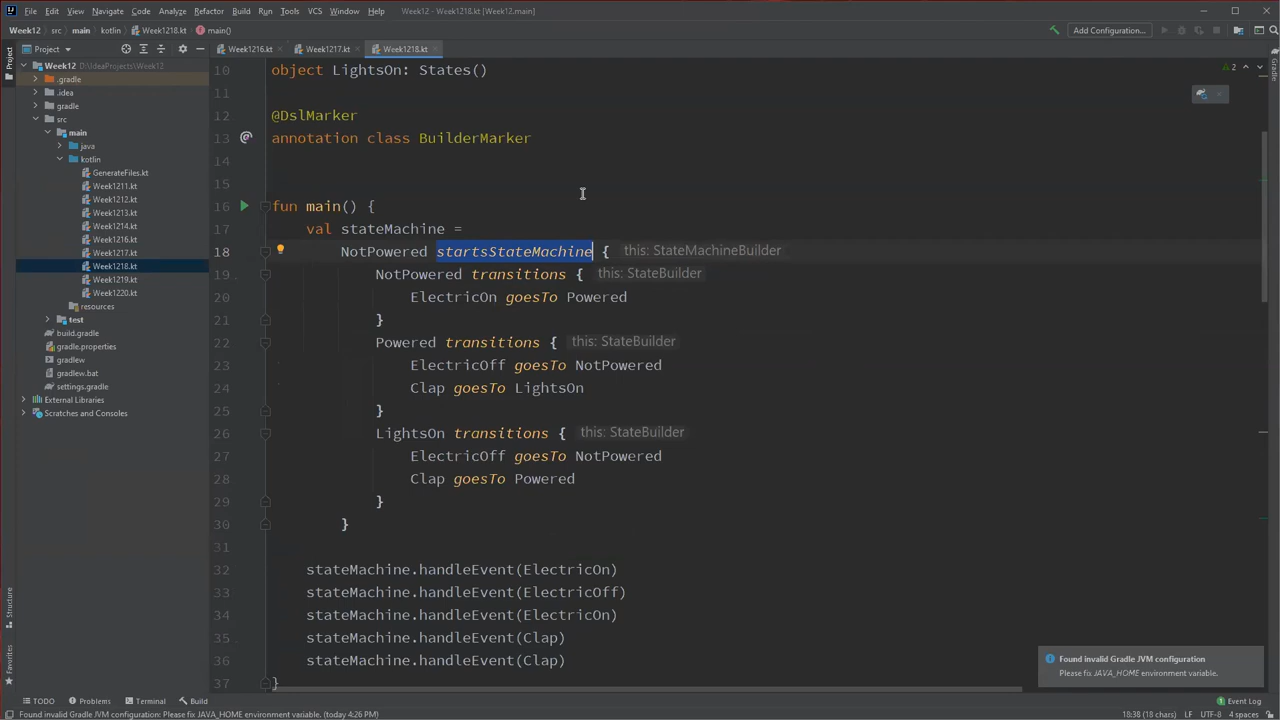 File Edit View Navigate Code Analyze Refactor Build Run Tools VCS Window Help Week12 - Week1218.kt [Week12.main]
Week12 src main kotlin Week1218.kt main() Add Configuration...
Project Week1216.kt Week1217.kt Week1218.kt
Week12 D:\IdeaProjects\Week12
.gradle
.idea
gradle
src
main
java
kotlin
GenerateFiles.kt
Week1211.kt
Week1212.kt
Week1213.kt
Week1214.kt
Week1216.kt
Week1217.kt
Week1218.kt
Week1219.kt
Week1220.kt
resources
test
build.gradle
gradle.properties
gradlew
gradlew.bat
settings.gradle
External Libraries
Scratches and Consoles
Project
Structure
Favorites
Gradle
2
10 object LightsOn: States()
11
12 @DslMarker
13 annotation class BuilderMarker
14
15
16 fun main() {
17 val stateMachine =
18 NotPowered startsStateMachine { this: StateMachineBuilder
19 NotPowered transitions { this: StateBuilder
20 ElectricOn goesTo Powered
21 }
22 Powered transitions { this: StateBuilder
23 ElectricOff goesTo NotPowered
24 Clap goesTo LightsOn
25 }
26 LightsOn transitions { this: StateBuilder
27 ElectricOff goesTo NotPowered
28 Clap goesTo Powered
29 }
30 }
31
32 stateMachine.handleEvent(ElectricOn)
33 stateMachine.handleEvent(ElectricOff)
34 stateMachine.handleEvent(ElectricOn)
35 stateMachine.handleEvent(Clap)
36 stateMachine.handleEvent(Clap)
37 }
Found invalid Gradle JVM configuration
Please fix JAVA_HOME environment variable.
TODO Problems Terminal Build Event Log
Found invalid Gradle JVM configuration: Please fix JAVA_HOME environment variable. (today 4:26 PM) 18:38 (18 chars) LF UTF-8 4 spaces